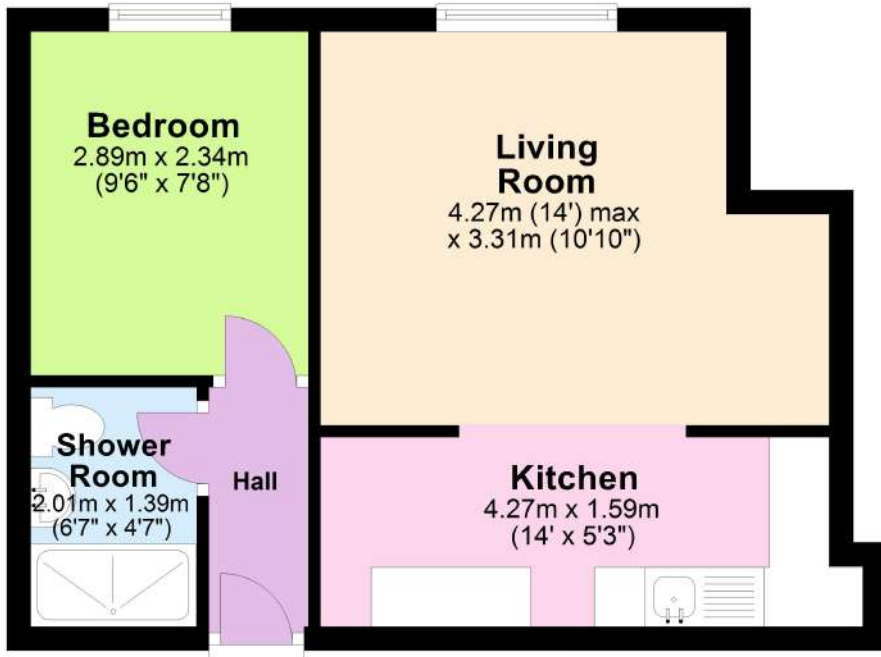 Bedroom
2.89m x 2.34m
(9'6" x 7'8")
Living
Room
4.27m (14') max
x 3.31m (10'10")
Shower
Room
2.01m x 1.39m
(6'7" x 4'7")
Hall
Kitchen
4.27m x 1.59m
(14' x 5'3")